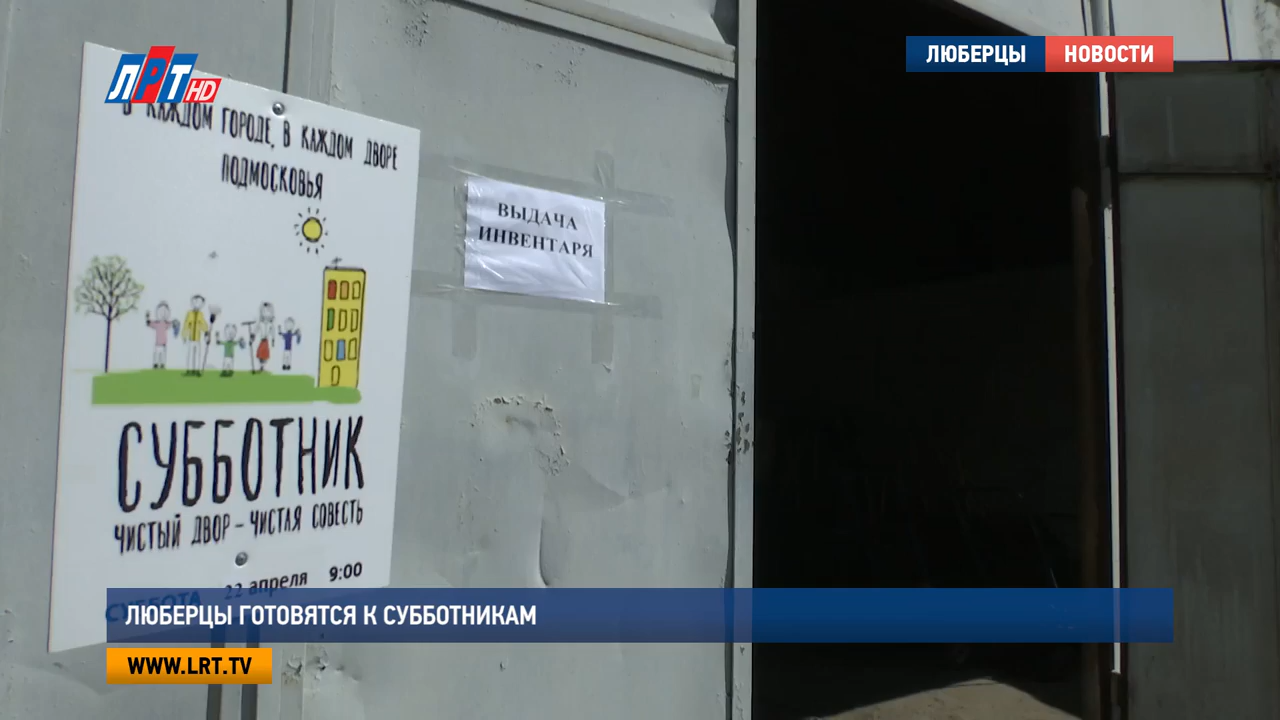 ЛРТ HD
ЛЮБЕРЦЫ НОВОСТИ
В КАЖДОМ ГОРОДЕ, В КАЖДОМ ДВОРЕ
ПОДМОСКОВЬЯ
ВЫДАЧА
ИНВЕНТАРЯ
СУББОТНИК
ЧИСТЫЙ ДВОР – ЧИСТАЯ СОВЕСТЬ
СУББОТА 22 апреля 9:00
ЛЮБЕРЦЫ ГОТОВЯТСЯ К СУББОТНИКАМ
WWW.LRT.TV